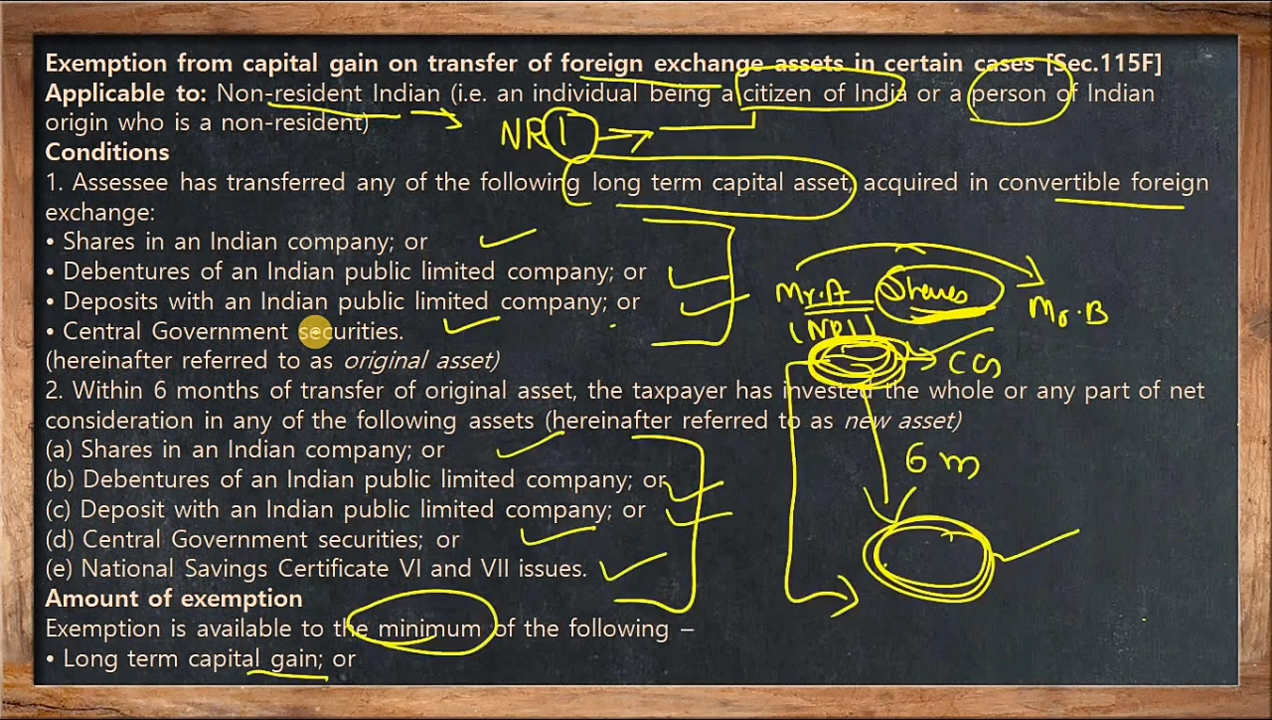 Exemption from capital gain on transfer of foreign exchange assets in certain cases [Sec.115F]
Applicable to: Non-resident Indian (i.e. an individual being a citizen of India or a person of Indian
origin who is a non-resident)
NRI
Conditions
1. Assessee has transferred any of the following long term capital asset, acquired in convertible foreign
exchange:
• Shares in an Indian company; or
• Debentures of an Indian public limited company; or
• Deposits with an Indian public limited company; or
• Central Government securities.
(hereinafter referred to as original asset)
Mr.A Shares Mr.B
(NRI)
CG
2. Within 6 months of transfer of original asset, the taxpayer has invested the whole or any part of net
consideration in any of the following assets (hereinafter referred to as new asset)
(a) Shares in an Indian company; or
(b) Debentures of an Indian public limited company; or
(c) Deposit with an Indian public limited company; or
(d) Central Government securities; or
(e) National Savings Certificate VI and VII issues.
6 m
Amount of exemption
Exemption is available to the minimum of the following –
• Long term capital gain; or